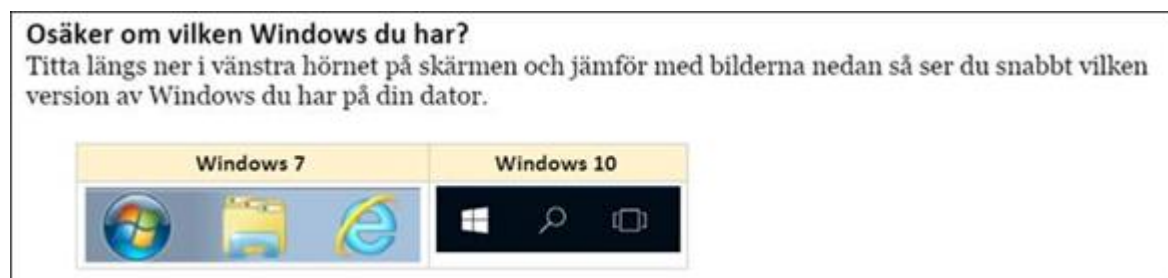 Osäker om vilken Windows du har?
Titta längs ner i vänstra hörnet på skärmen och jämför med bilderna nedan så ser du snabbt vilken
version av Windows du har på din dator.
Windows 7 Windows 10